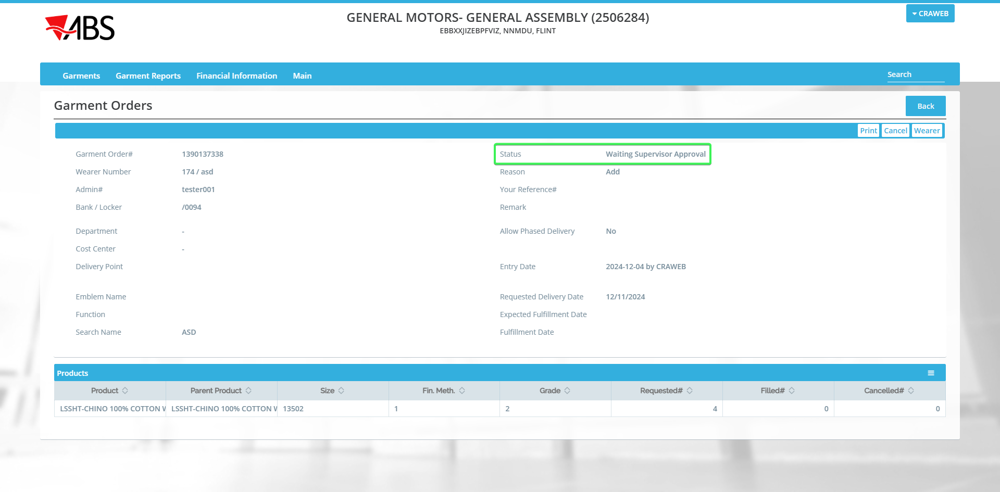 ABS
GENERAL MOTORS- GENERAL ASSEMBLY (2506284)
EBBXXJIZEBPFVIZ, NNMDU, FLINT
CRAWEB
Garments Garment Reports Financial Information Main Search
Garment Orders Back
Print Cancel Wearer
Garment Order# 1390137338 Status Waiting Supervisor Approval
Wearer Number 174 / asd Reason Add
Admin# tester001 Your Reference#
Bank / Locker /0094 Remark
Department - Allow Phased Delivery No
Cost Center -
Delivery Point Entry Date 2024-12-04 by CRAWEB
Emblem Name Requested Delivery Date 12/11/2024
Function Expected Fulfillment Date
Search Name ASD Fulfillment Date
Products
Product Parent Product Size Fin. Meth. Grade Requested# Filled# Cancelled#
LSSHT-CHINO 100% COTTON LSSHT-CHINO 100% COTTON 13502 1 2 4 0 0